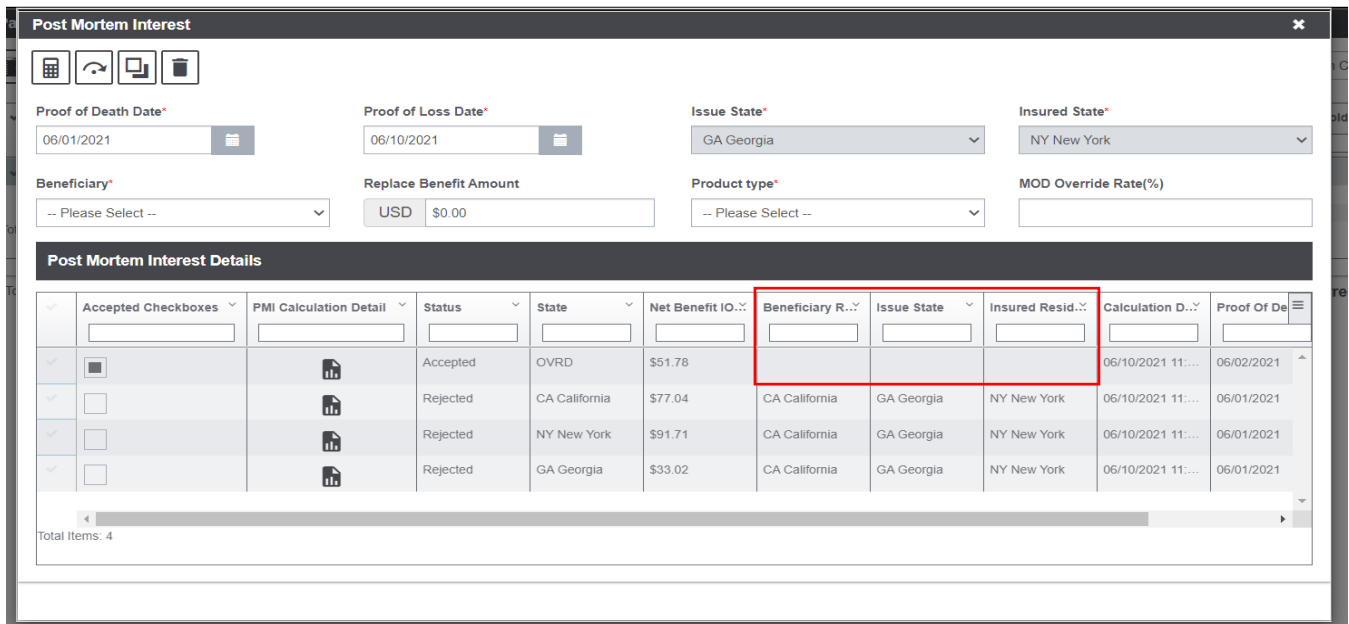 Post Mortem Interest
Proof of Death Date* Proof of Loss Date* Issue State* Insured State*
06/01/2021 06/10/2021 GA Georgia NY New York
Beneficiary* Replace Benefit Amount Product type* MOD Override Rate(%)
-- Please Select -- USD $0.00 -- Please Select --
Post Mortem Interest Details
Accepted Checkboxes PMI Calculation Detail Status State Net Benefit IO... Beneficiary R... Issue State Insured Resid... Calculation D... Proof Of De
Accepted OVRD $51.78 06/10/2021 11:... 06/02/2021
Rejected CA California $77.04 CA California GA Georgia NY New York 06/10/2021 11:... 06/01/2021
Rejected NY New York $91.71 CA California GA Georgia NY New York 06/10/2021 11:... 06/01/2021
Rejected GA Georgia $33.02 CA California GA Georgia NY New York 06/10/2021 11:... 06/01/2021
Total Items: 4